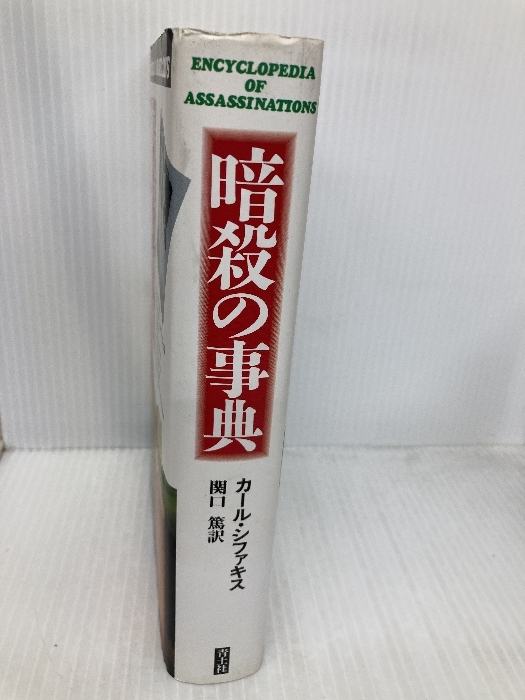 ENCYCLOPEDIA
OF
ASSASSINATIONS
暗殺の事典
カール・シファキス
関口 篤訳
青土社